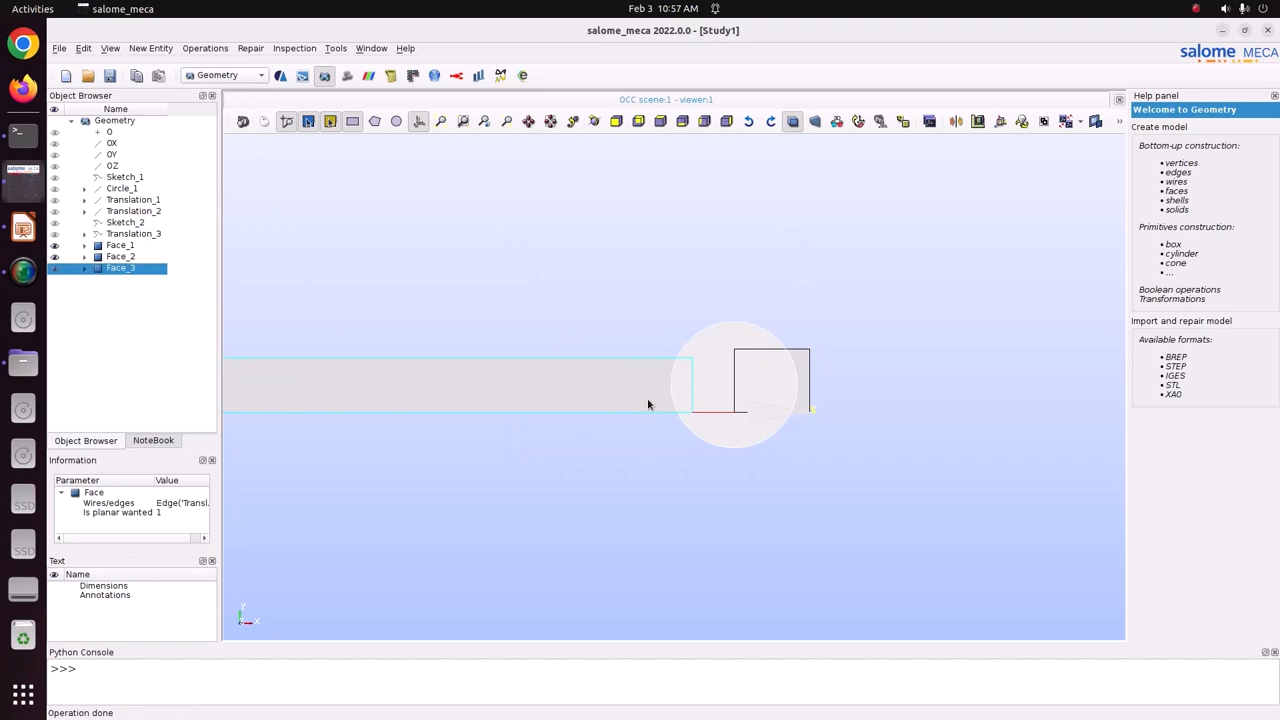 Activities
salome_meca
Feb 3 10:57 AM
salome_meca 2022.0.0 - [Study1]
File Edit View New Entity Operations Repair Inspection Tools Window Help
salome MECA
Geometry
Object Browser
OCC scene:1 - viewer:1
Help panel
Name
Welcome to Geometry
Geometry
O
OX
OY
OZ
Sketch_1
Circle_1
Translation_1
Translation_2
Sketch_2
Translation_3
Face_1
Face_2
Face_3
Create model
Bottom-up construction:
• vertices
• edges
• wires
• faces
• shells
• solids
Primitives construction:
• box
• cylinder
• cone
• ...
Boolean operations
Transformations
Import and repair model
Available formats:
• BREP
• STEP
• IGES
• STL
• XAO
X
Y
X
Object Browser NoteBook
Information
Parameter Value
Face
Wires/edges Edge('Transl.
Is planar wanted 1
Text
Name
Dimensions
Annotations
SSD
SSD
Python Console
>>>
Operation done